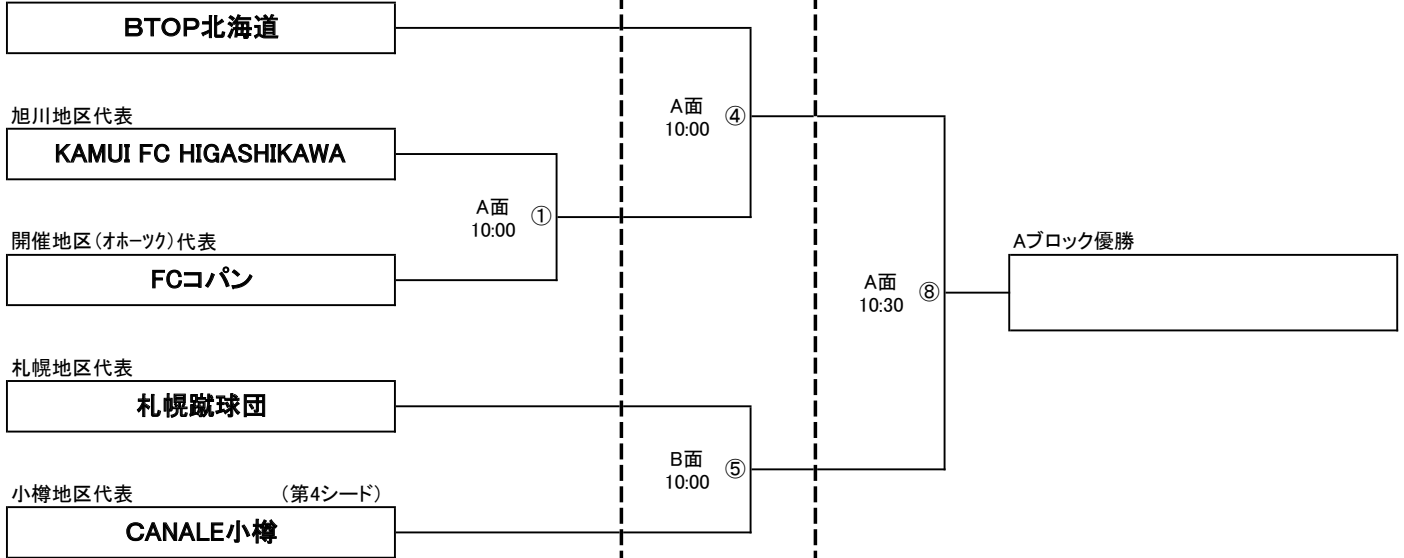 BTOP北海道
旭川地区代表
KAMUI FC HIGASHIKAWA
開催地区(オホーツク)代表
FCコパン
札幌地区代表
札幌蹴球団
小樽地区代表 (第4シード)
CANALE小樽
A面 ①
10:00
A面 ④
10:00
B面 ⑤
10:00
A面 ⑧
10:30
Aブロック優勝